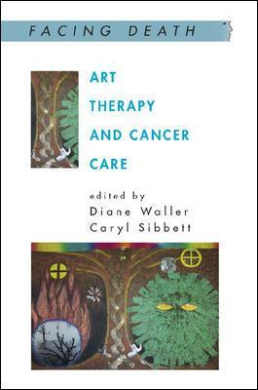 FACING DEATH
ART
THERAPY
AND CANCER
CARE
edited by
Diane Waller
Caryl Sibbett